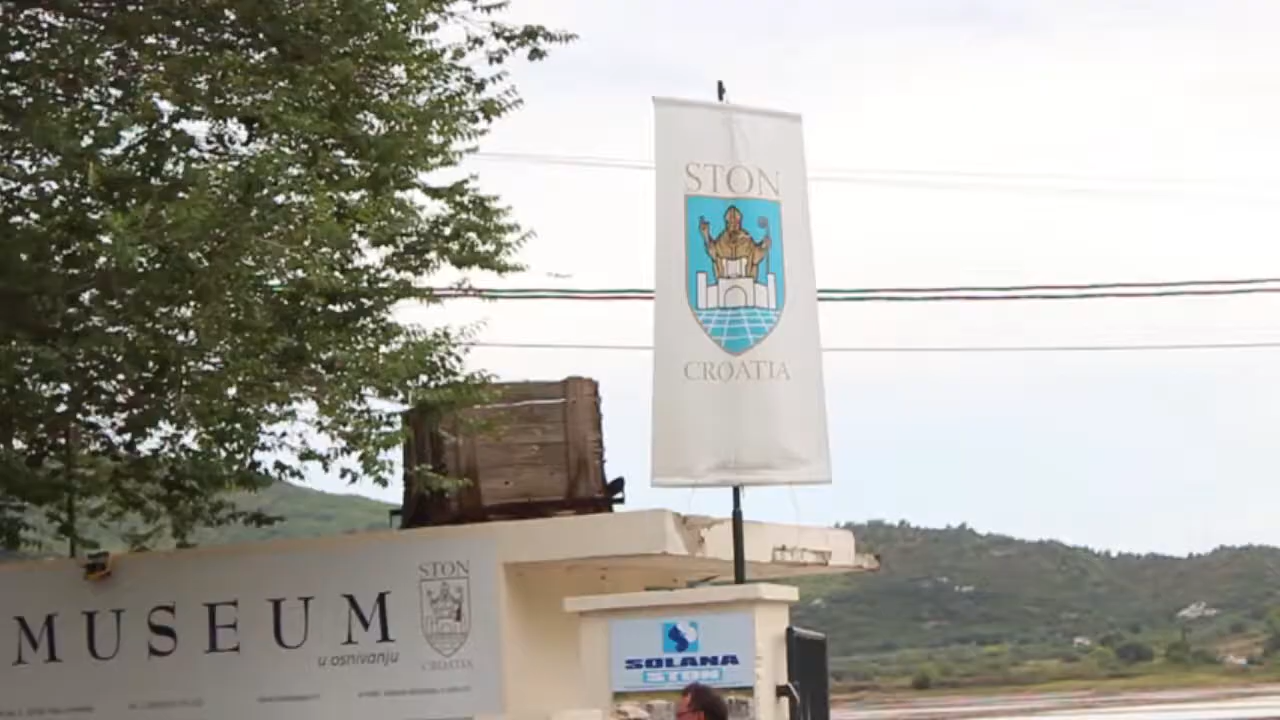 STON
CROATIA
STON
MUSEUM
u osnivanju
CROATIA
SOLANA
STON